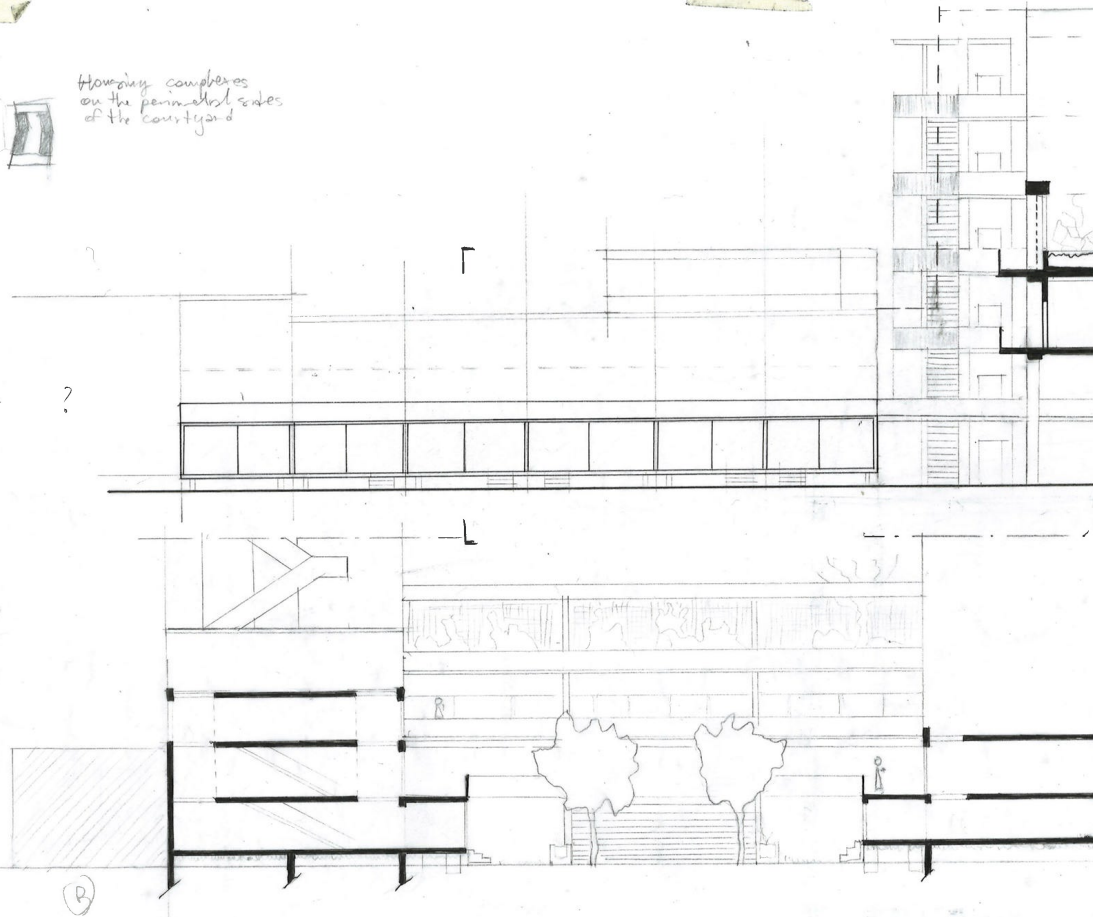 Housing complexes
on the perimetral sides
of the courtyard
?
?
B